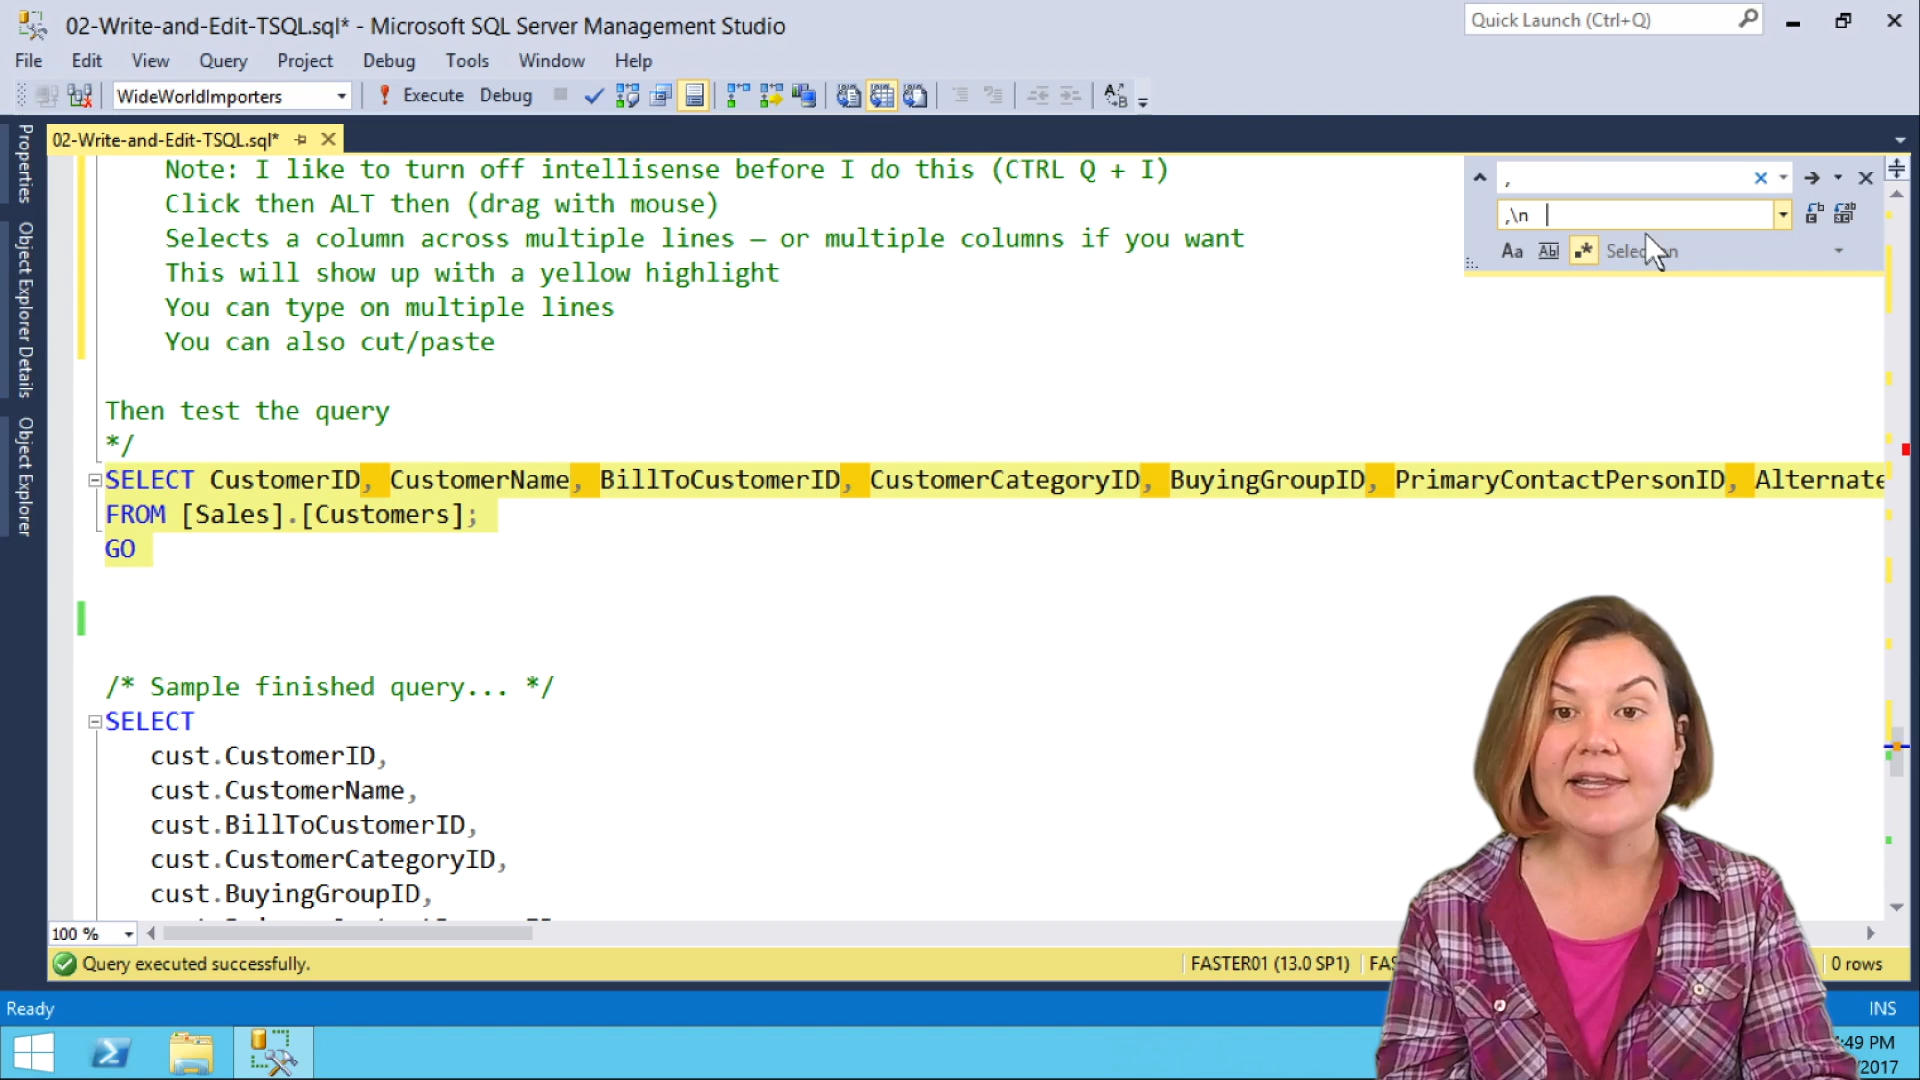 02-Write-and-Edit-TSQL.sql* - Microsoft SQL Server Management Studio
Quick Launch (Ctrl+Q)
File Edit View Query Project Debug Tools Window Help
WideWorldImporters
Execute Debug
02-Write-and-Edit-TSQL.sql*
Properties
Object Explorer Details
Object Explorer
,
,\n
Aa Ab| .* Selec n
Note: I like to turn off intellisense before I do this (CTRL Q + I)
Click then ALT then (drag with mouse)
Selects a column across multiple lines — or multiple columns if you want
This will show up with a yellow highlight
You can type on multiple lines
You can also cut/paste
Then test the query
*/
SELECT CustomerID, CustomerName, BillToCustomerID, CustomerCategoryID, BuyingGroupID, PrimaryContactPersonID, Alternate
FROM [Sales].[Customers];
GO
/* Sample finished query... */
SELECT
cust.CustomerID,
cust.CustomerName,
cust.BillToCustomerID,
cust.CustomerCategoryID,
cust.BuyingGroupID,
100 %
Query executed successfully.
FASTER01 (13.0 SP1) FAS
0 rows
Ready
INS
:49 PM
/2017